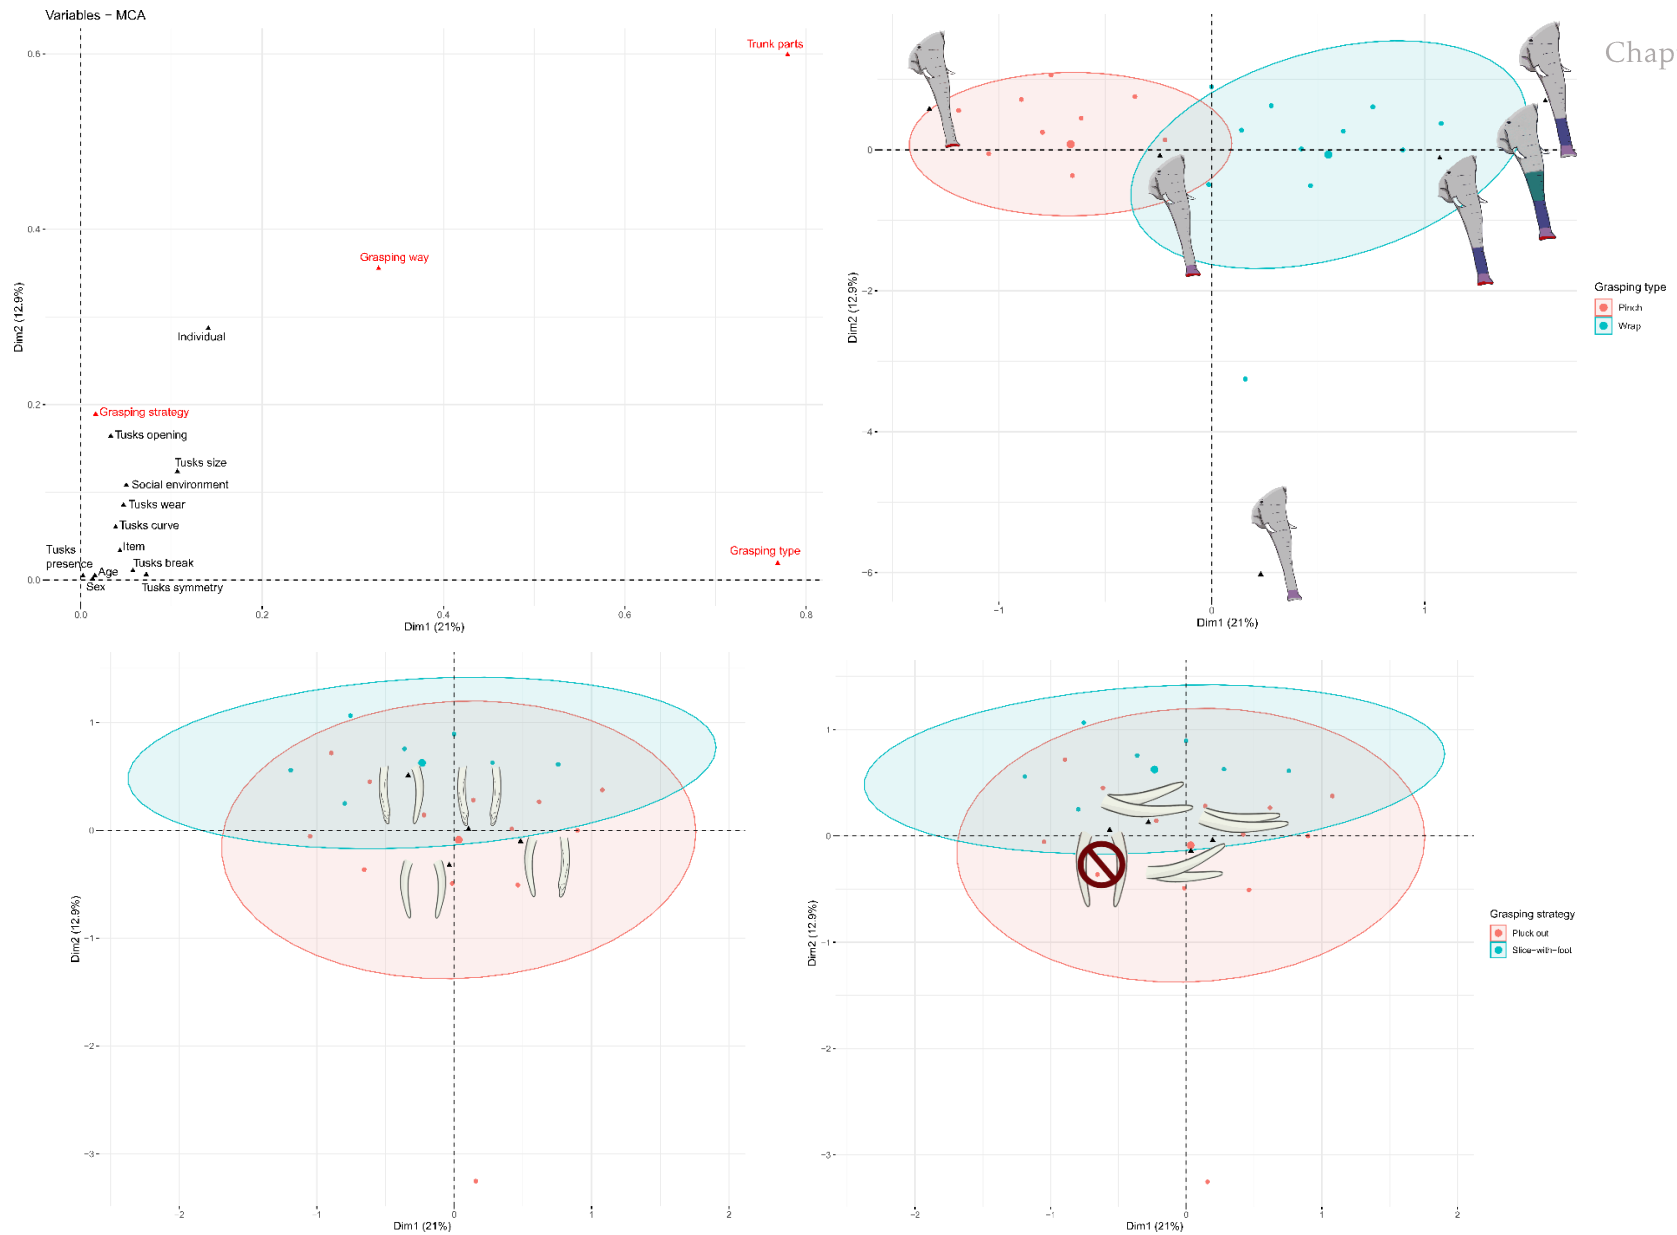 Variables − MCA
Chap
0.6
0.4
0.2
0.0
Dim2 (12.9%)
Trunk parts
Grasping way
Individual
Grasping strategy
Tusks opening
Tusks size
Social environment
Tusks wear
Tusks curve
Item
Tusks
presence
Tusks break
Age
Sex
Tusks symmetry
Grasping type
0.0
0.2
0.4
0.6
0.8
Dim1 (21%)
0
−2
−4
−6
Dim2 (12.9%)
−1
0
1
Dim1 (21%)
Grasping type
Pinch
Wrap
1
0
−1
−2
−3
Dim2 (12.9%)
−2
−1
0
1
2
Dim1 (21%)
1
0
−1
−2
−3
Dim2 (12.9%)
−2
−1
0
1
2
Dim1 (21%)
Grasping strategy
Pluck out
Slice−with−foot